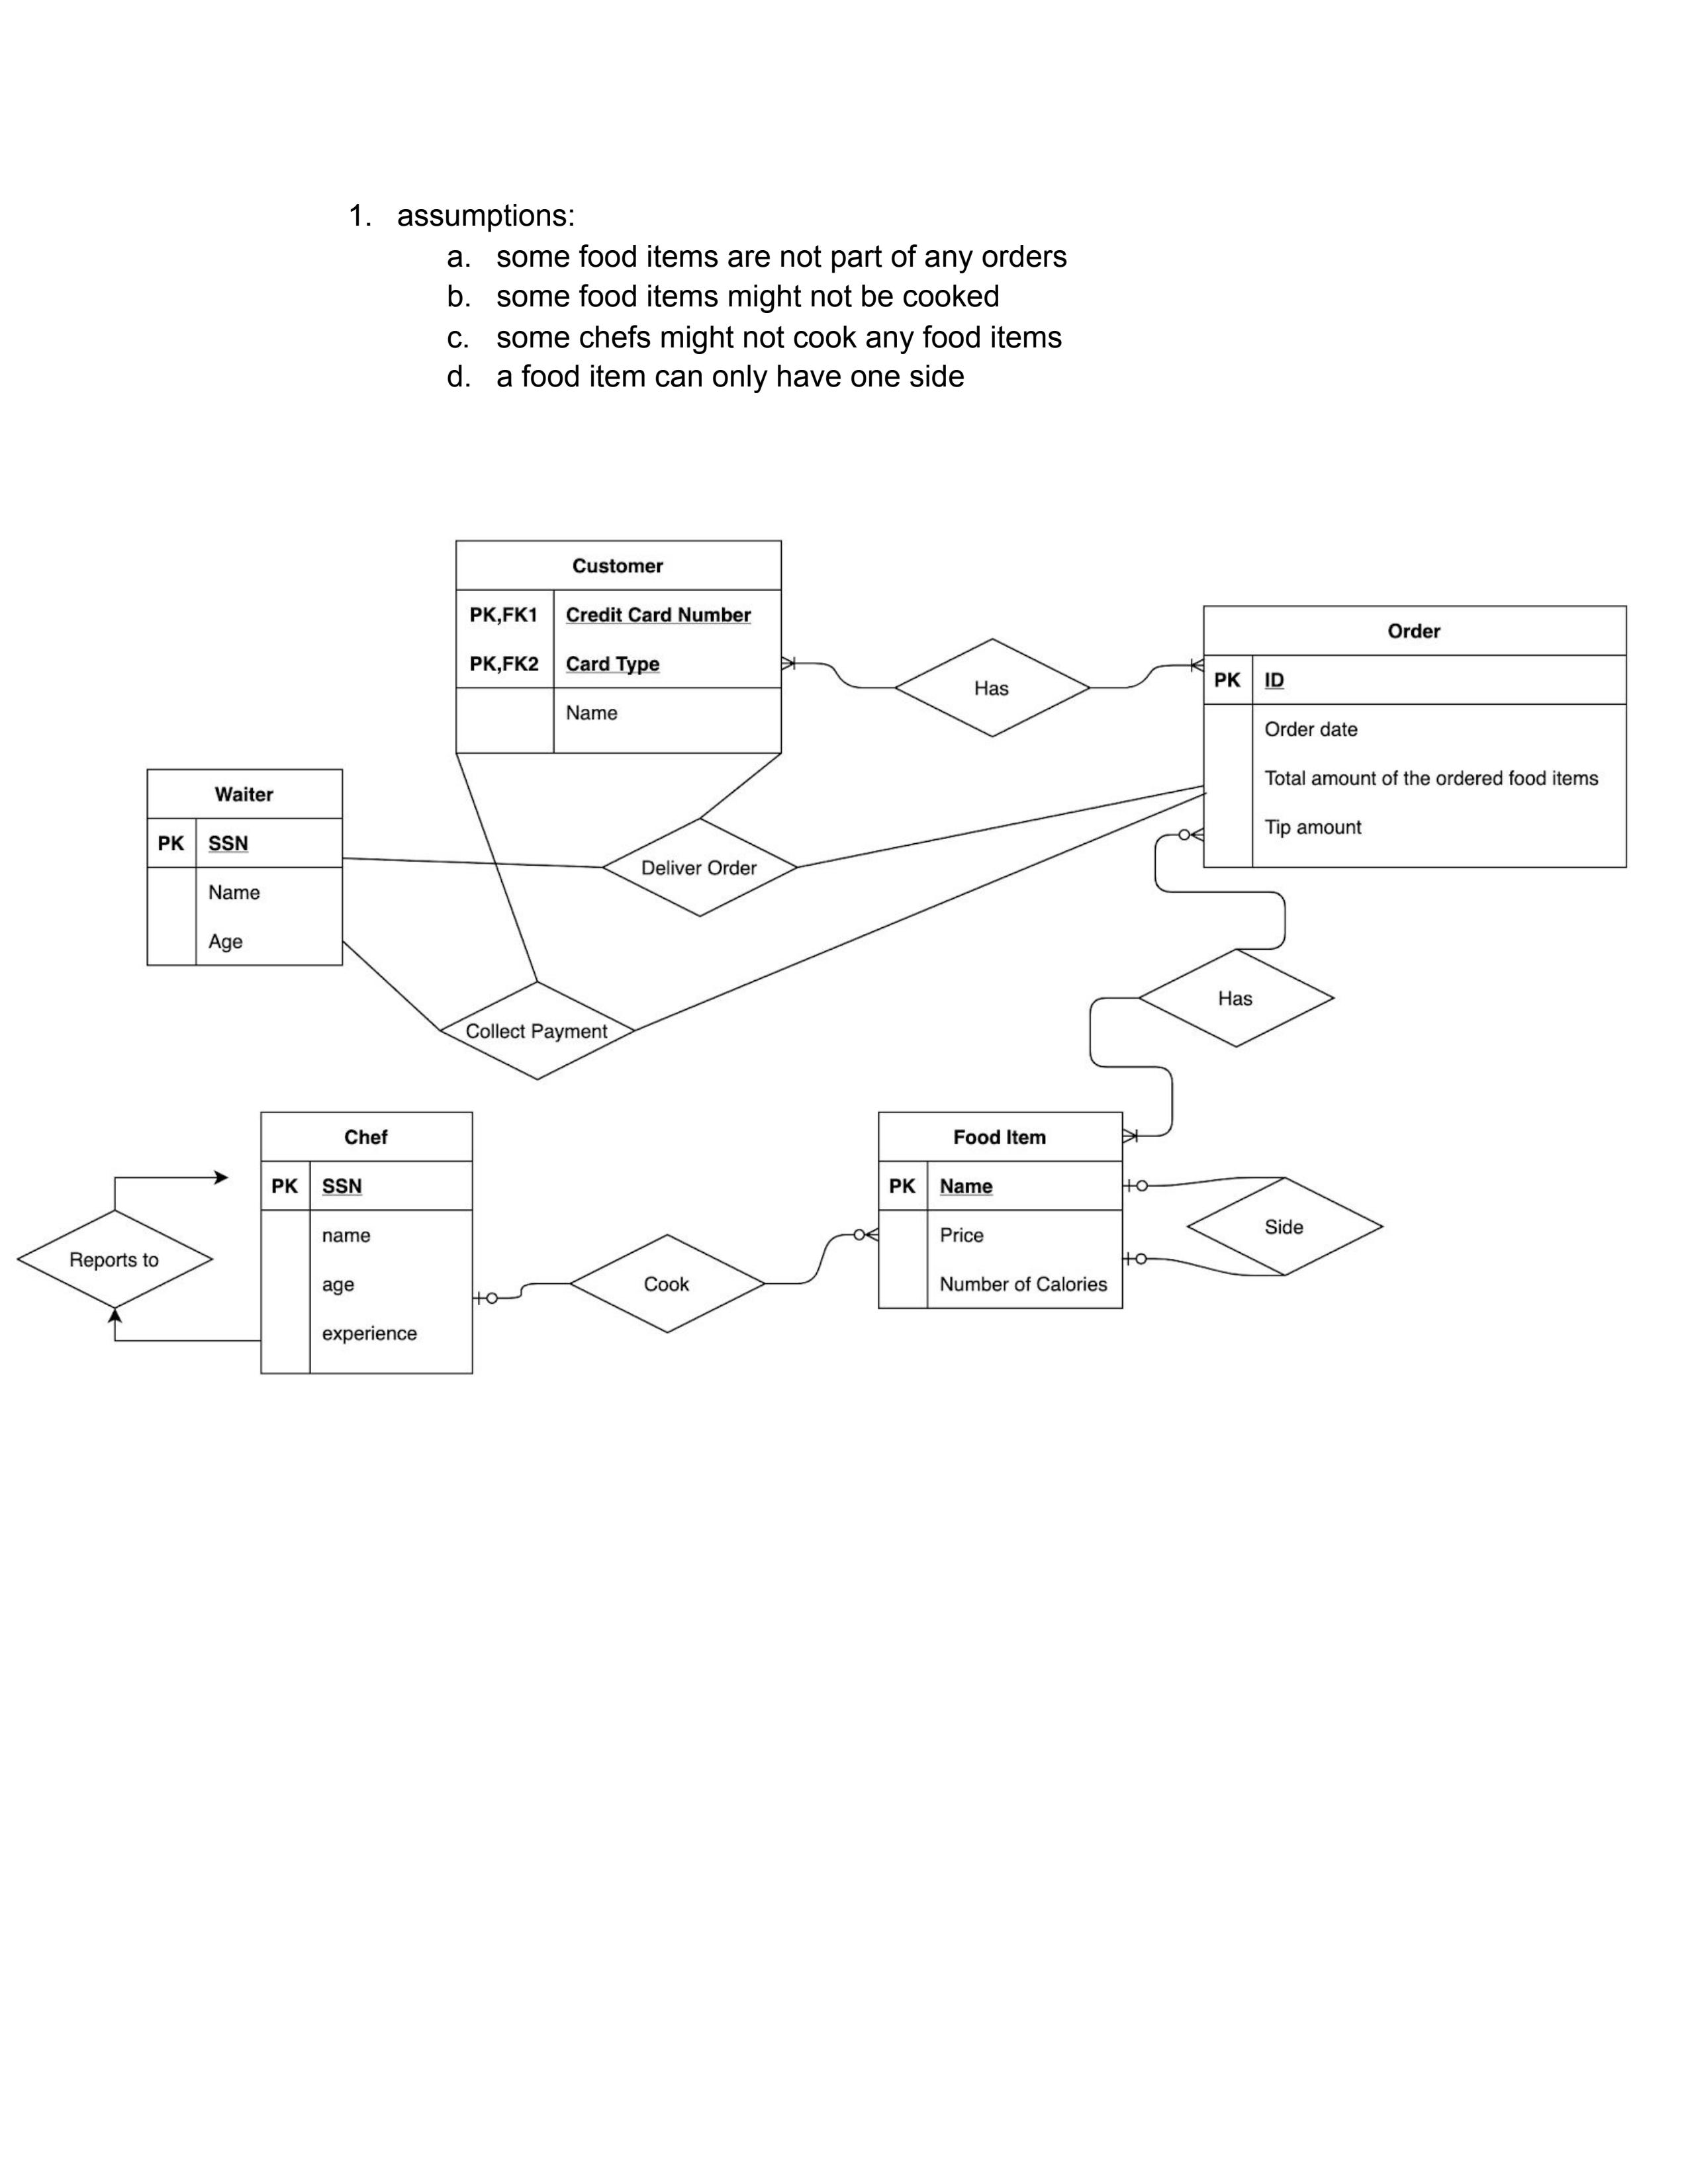 1. assumptions:
a. some food items are not part of any orders
b. some food items might not be cooked
c. some chefs might not cook any food items
d. a food item can only have one side
Customer
PK,FK1 Credit Card Number
PK,FK2 Card Type
Name
Has
Order
PK ID
Order date
Total amount of the ordered food items
Tip amount
Waiter
PK SSN
Name
Age
Deliver Order
Collect Payment
Has
Chef
PK SSN
name
age
experience
Reports to
Cook
Food Item
PK Name
Price
Number of Calories
Side